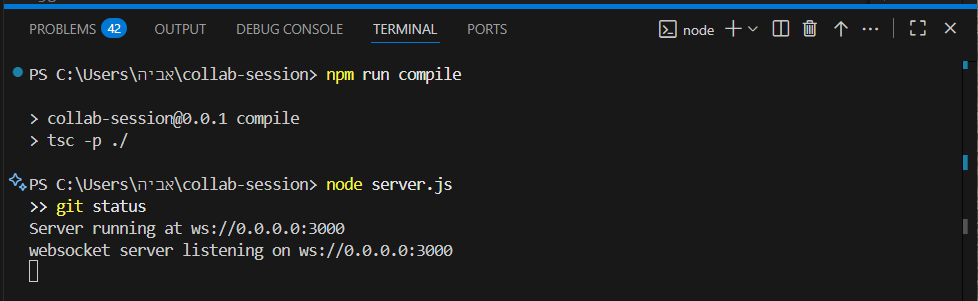 PROBLEMS 42 OUTPUT DEBUG CONSOLE TERMINAL PORTS node
PS C:\Users\אביה\collab-session> npm run compile
> collab-session@0.0.1 compile
> tsc -p ./
PS C:\Users\אביה\collab-session> node server.js
>> git status
Server running at ws://0.0.0.0:3000
websocket server listening on ws://0.0.0.0:3000